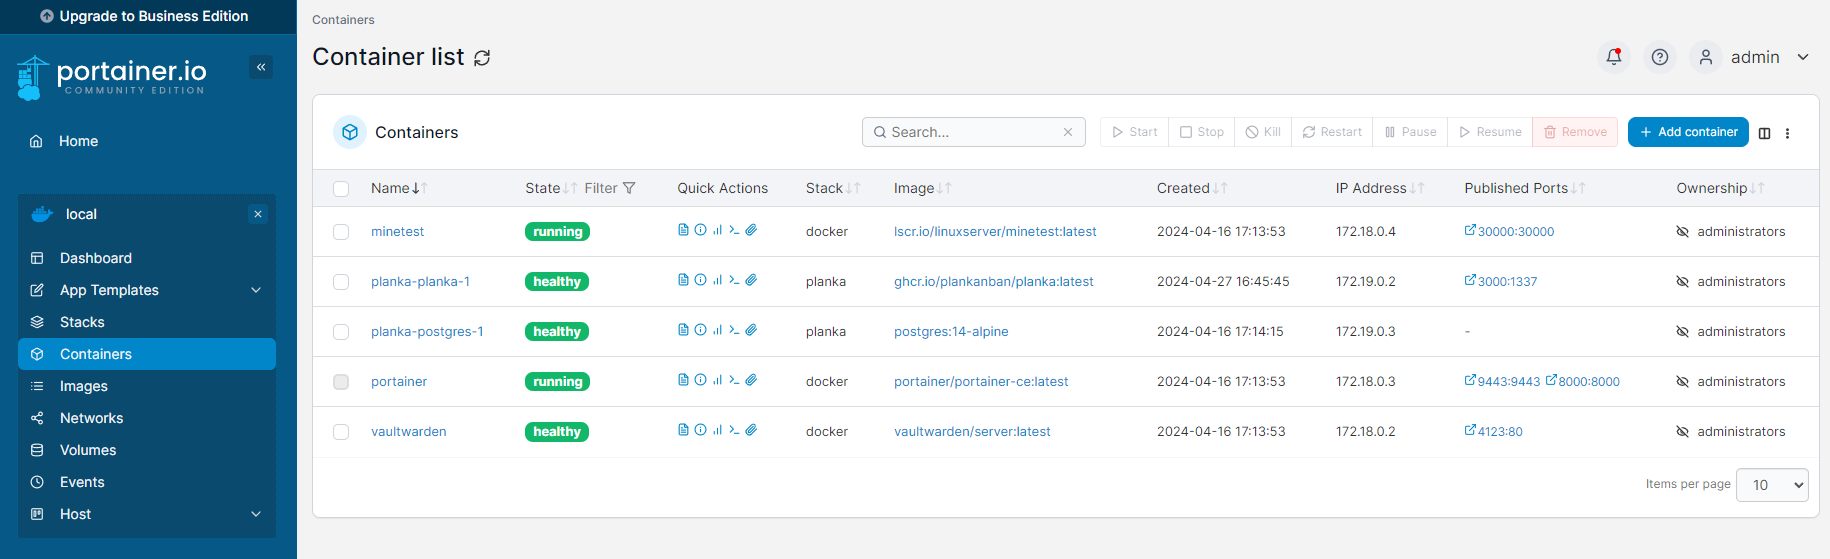 Upgrade to Business Edition
portainer.io
COMMUNITY EDITION
Home
local
Dashboard
App Templates
Stacks
Containers
Images
Networks
Volumes
Events
Host
Containers
Container list
admin
Containers
Search...
Start
Stop
Kill
Restart
Pause
Resume
Remove
+ Add container
Name State Filter Quick Actions Stack Image Created IP Address Published Ports Ownership
minetest running docker lscr.io/linuxserver/minetest:latest 2024-04-16 17:13:53 172.18.0.4 30000:30000 administrators
planka-planka-1 healthy planka ghcr.io/plankanban/planka:latest 2024-04-27 16:45:45 172.19.0.2 3000:1337 administrators
planka-postgres-1 healthy planka postgres:14-alpine 2024-04-16 17:14:15 172.19.0.3 - administrators
portainer running docker portainer/portainer-ce:latest 2024-04-16 17:13:53 172.18.0.3 9443:9443 8000:8000 administrators
vaultwarden healthy docker vaultwarden/server:latest 2024-04-16 17:13:53 172.18.0.2 4123:80 administrators
Items per page 10